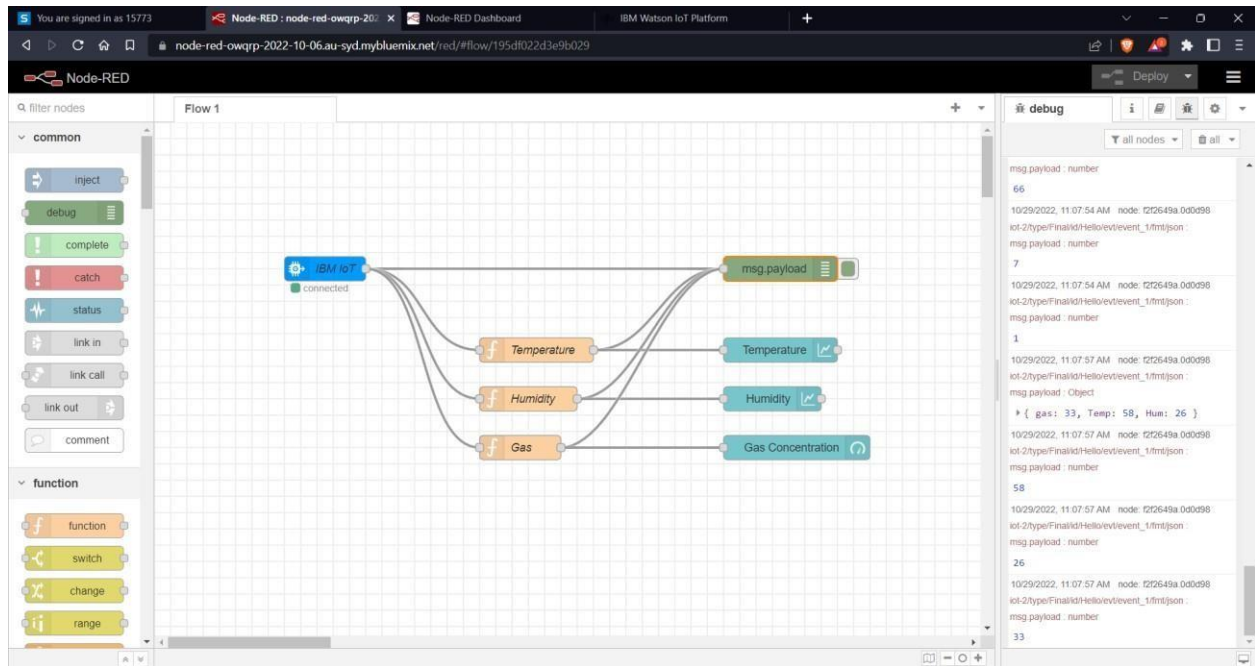 You are signed in as 15773
Node-RED : node-red-owqrp-202
Node-RED Dashboard
IBM Watson IoT Platform
node-red-owqrp-2022-10-06.au-syd.mybluemix.net/red/#flow/195df022d3e9b029
Node-RED
Deploy
filter nodes
Flow 1
debug
all nodes
all
common
inject
debug
complete
catch
status
link in
link call
link out
comment
function
function
switch
change
range
IBM IoT
connected
msg.payload
Temperature
Temperature
Humidity
Humidity
Gas
Gas Concentration
msg.payload : number
66
10/29/2022, 11:07:54 AM node: f2f2649a.0d0d98
iot-2/type/Final/id/Hello/evt/event_1/fmt/json :
msg.payload : number
7
10/29/2022, 11:07:54 AM node: f2f2649a.0d0d98
iot-2/type/Final/id/Hello/evt/event_1/fmt/json :
msg.payload : number
1
10/29/2022, 11:07:57 AM node: f2f2649a.0d0d98
iot-2/type/Final/id/Hello/evt/event_1/fmt/json :
msg.payload : Object
{ gas: 33, Temp: 58, Hum: 26 }
10/29/2022, 11:07:57 AM node: f2f2649a.0d0d98
iot-2/type/Final/id/Hello/evt/event_1/fmt/json :
msg.payload : number
58
10/29/2022, 11:07:57 AM node: f2f2649a.0d0d98
iot-2/type/Final/id/Hello/evt/event_1/fmt/json :
msg.payload : number
26
10/29/2022, 11:07:57 AM node: f2f2649a.0d0d98
iot-2/type/Final/id/Hello/evt/event_1/fmt/json :
msg.payload : number
33